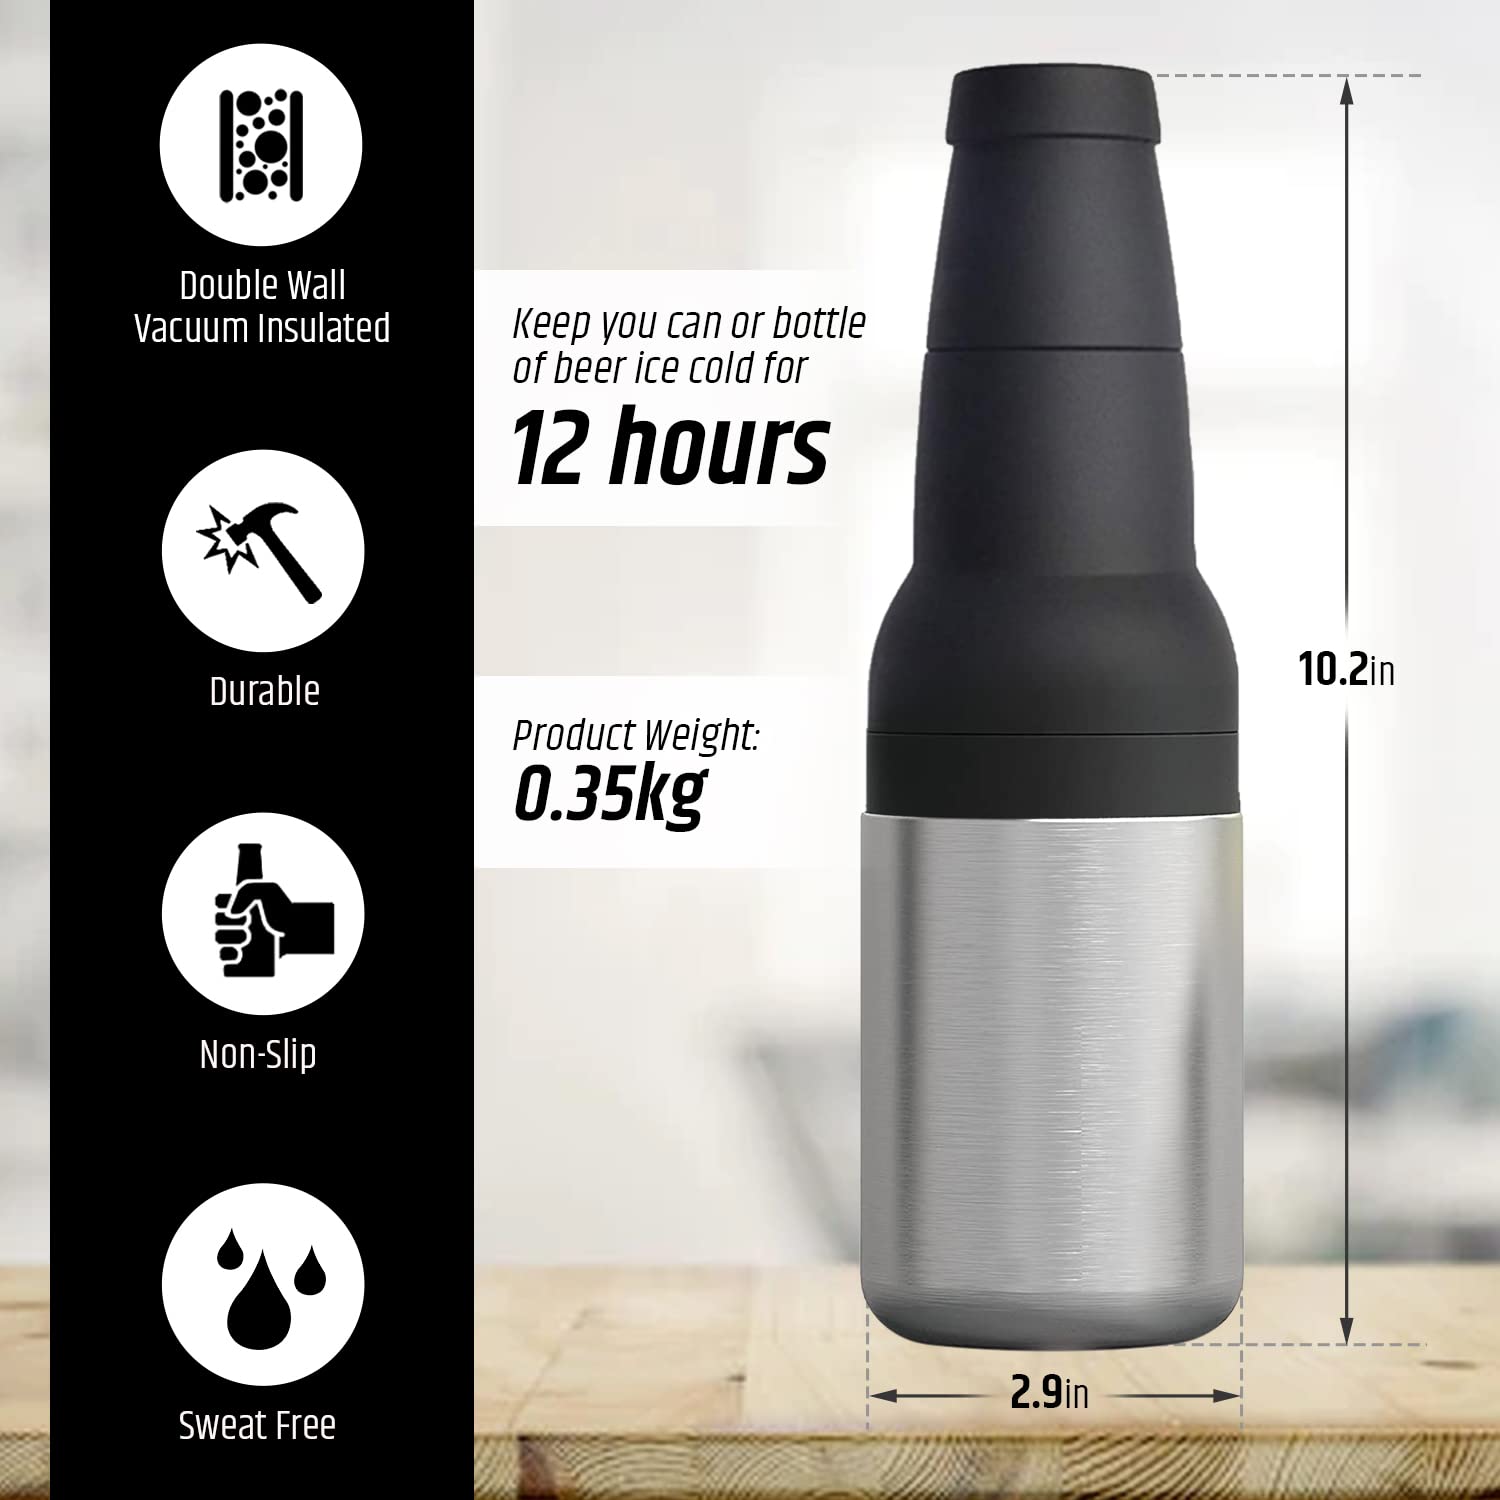 Double Wall
Vacuum Insulated
Durable
Non-Slip
Sweat Free
Keep you can or bottle
of beer ice cold for
12 hours
Product Weight:
0.35kg
10.2in
2.9in